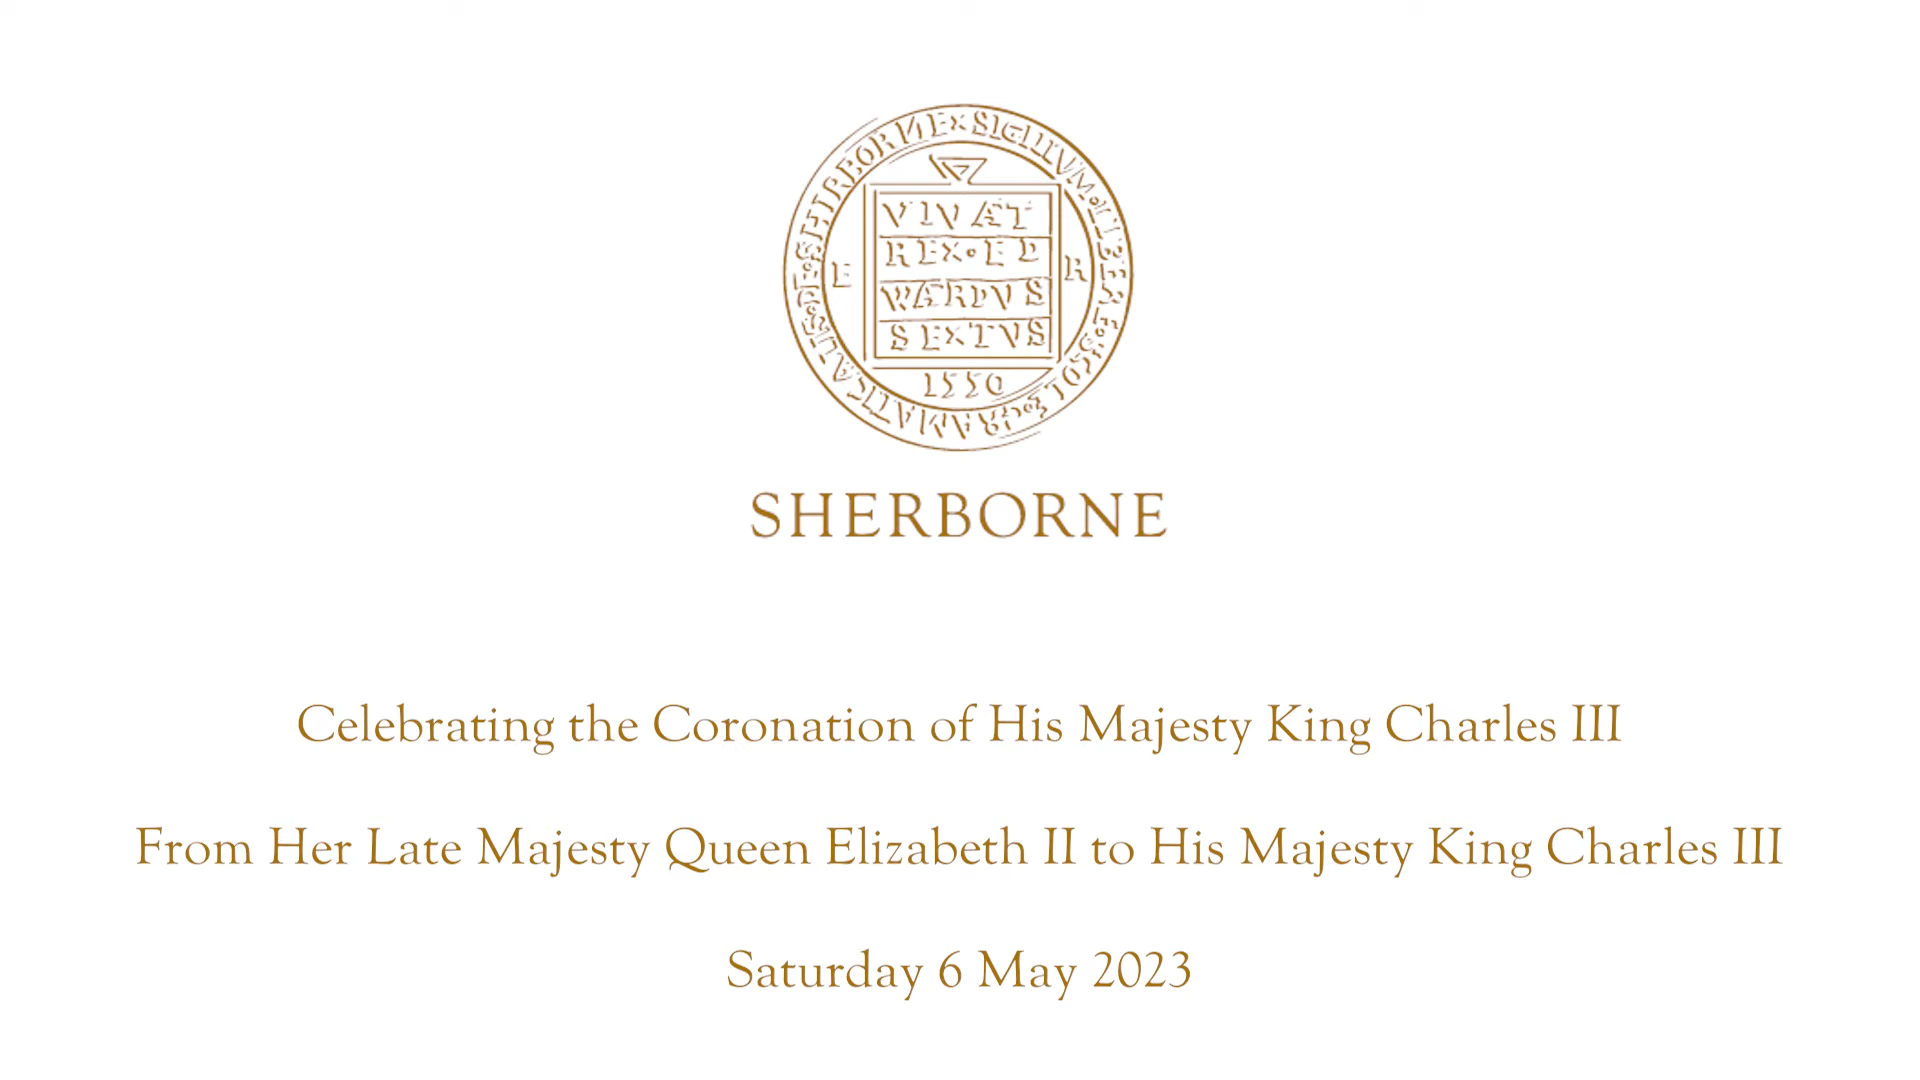 VIVAT
REX·ED
WARDVS
SEXTVS
E
R
1550
SHERBORNE
Celebrating the Coronation of His Majesty King Charles III
From Her Late Majesty Queen Elizabeth II to His Majesty King Charles III
Saturday 6 May 2023